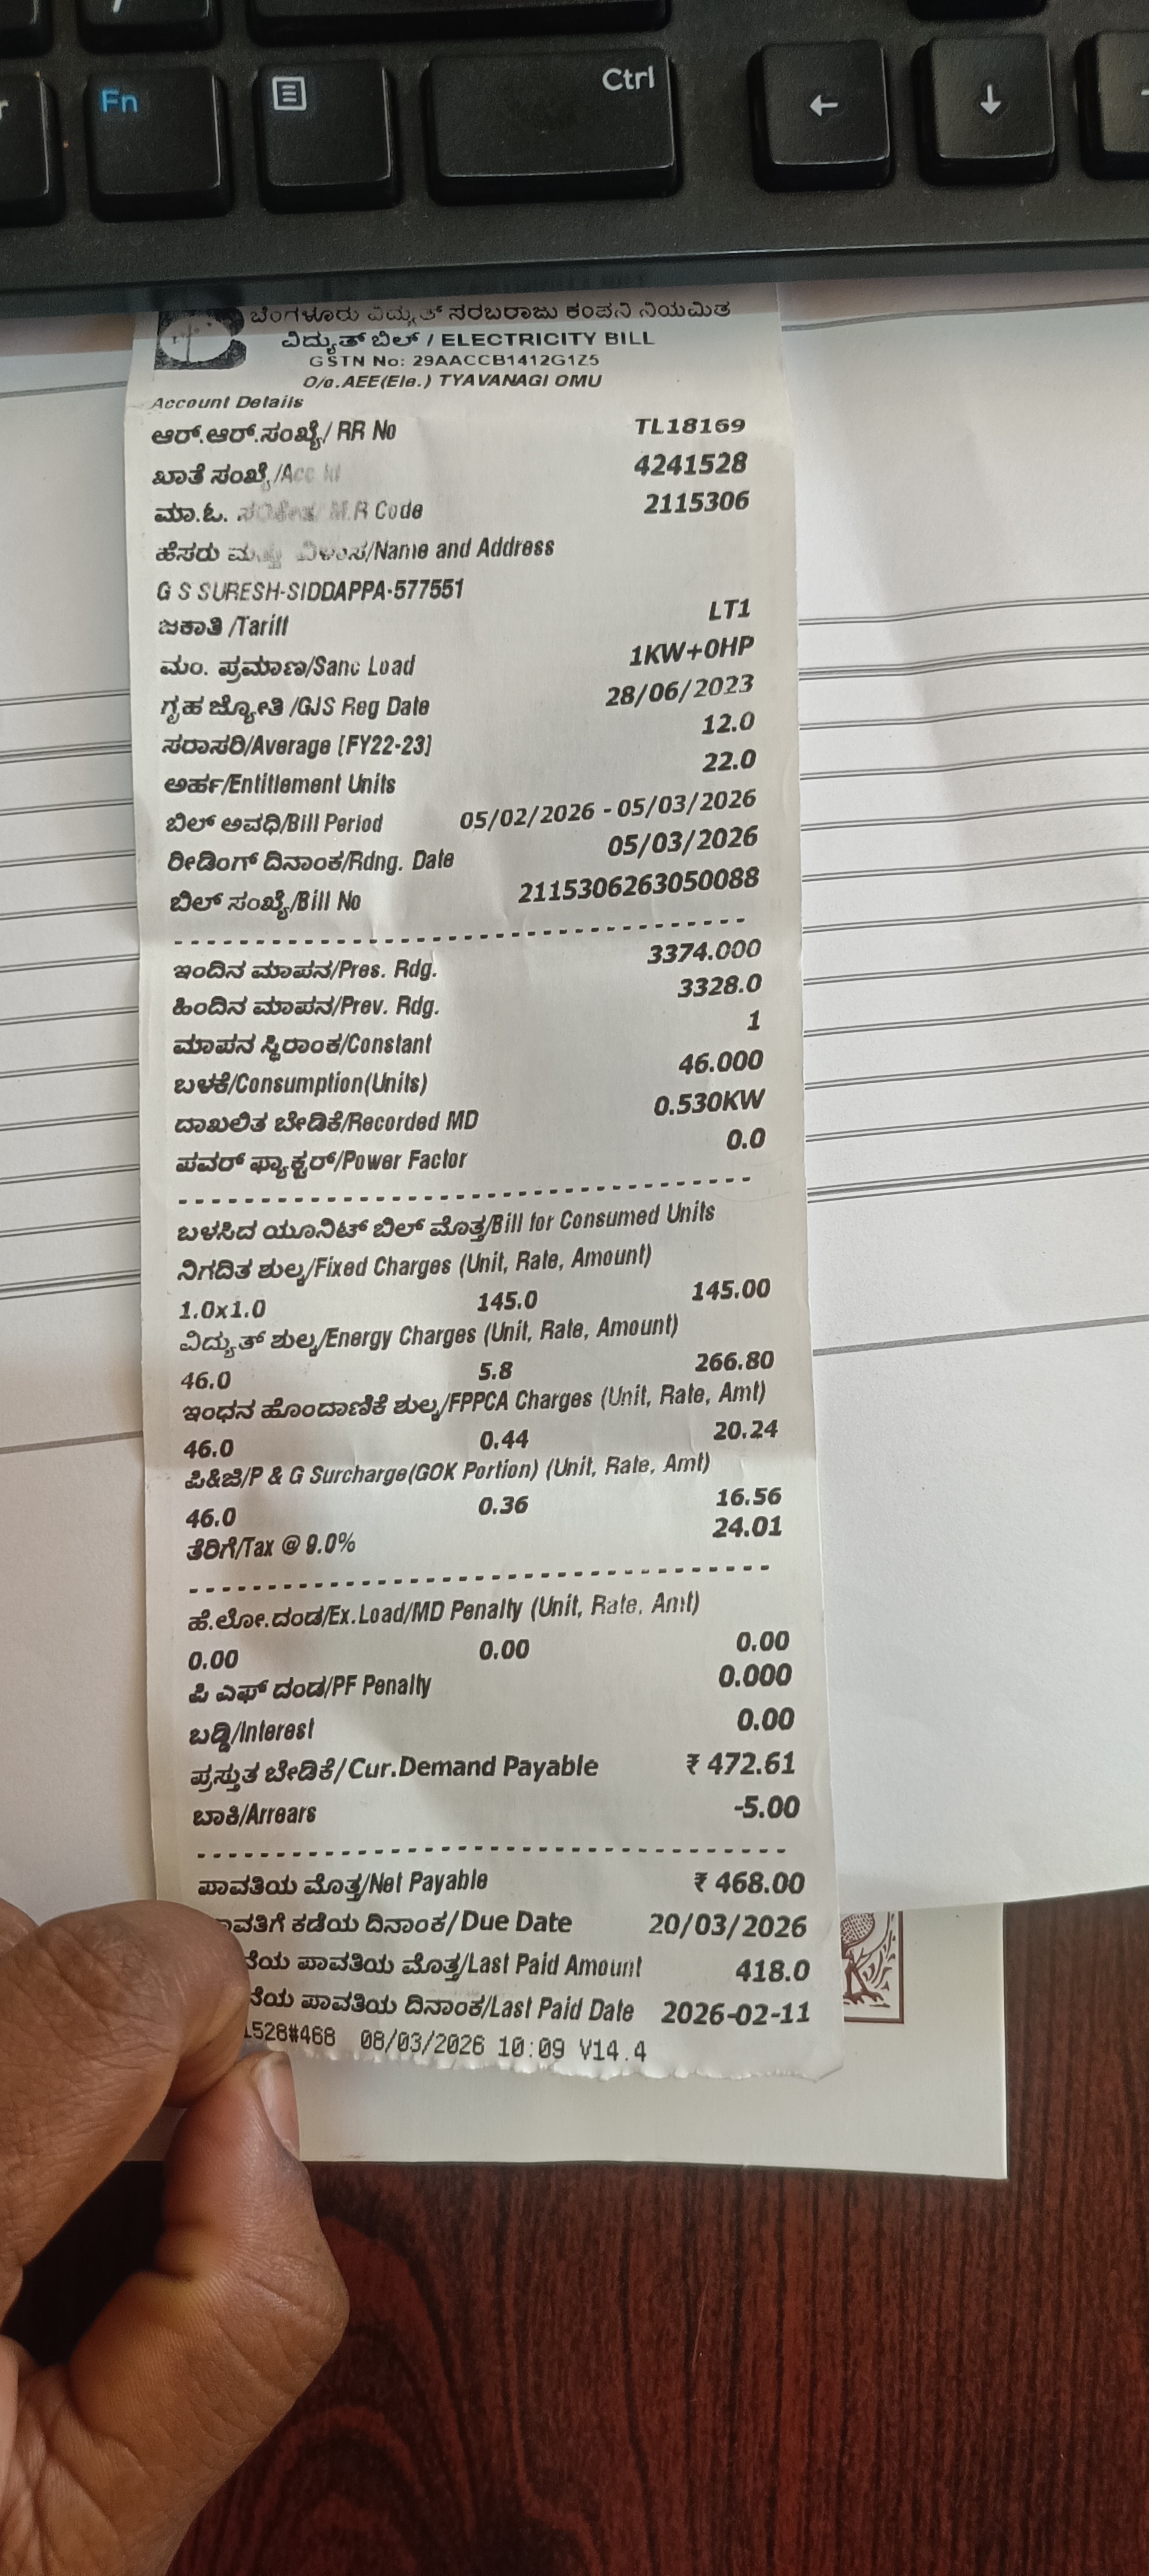 Fn
Ctrl
←
↓
ಬೆಂಗಳೂರು ವಿದ್ಯುತ್ ಸರಬರಾಜು ಕಂಪನಿ ನಿಯಮಿತ
ವಿದ್ಯುತ್ ಬಿಲ್ / ELECTRICITY BILL
GSTN No: 29AACCB1412G1Z5
O/o.AEE(Ele.) TYAVANAGI OMU
Account Details
ಆರ್.ಆರ್.ಸಂಖ್ಯೆ/ RR No TL18169
ಖಾತೆ ಸಂಖ್ಯೆ /Acc Id 4241528
ಮಾ.ಓ. ಸಂಕೇತ/ M.R Code 2115306
ಹೆಸರು ಮತ್ತು ವಿಳಾಸ/Name and Address
G S SURESH-SIDDAPPA-577551
ಜಕಾತಿ /Tariff LT1
ಮಂ. ಪ್ರಮಾಣ/Sanc Load 1KW+0HP
ಗೃಹ ಜ್ಯೋತಿ /GJS Reg Date 28/06/2023
ಸರಾಸರಿ/Average [FY22-23] 12.0
ಅರ್ಹ/Entitlement Units 22.0
ಬಿಲ್ ಅವಧಿ/Bill Period 05/02/2026 - 05/03/2026
ರೀಡಿಂಗ್ ದಿನಾಂಕ/Rdng. Date 05/03/2026
ಬಿಲ್ ಸಂಖ್ಯೆ/Bill No 2115306263050088
ಇಂದಿನ ಮಾಪನ/Pres. Rdg. 3374.000
ಹಿಂದಿನ ಮಾಪನ/Prev. Rdg. 3328.0
ಮಾಪನ ಸ್ಥಿರಾಂಕ/Constant 1
ಬಳಕೆ/Consumption(Units) 46.000
ದಾಖಲಿತ ಬೇಡಿಕೆ/Recorded MD 0.530KW
ಪವರ್ ಫ್ಯಾಕ್ಟರ್/Power Factor 0.0
ಬಳಸಿದ ಯೂನಿಟ್ ಬಿಲ್ ಮೊತ್ತ/Bill for Consumed Units
ನಿಗದಿತ ಶುಲ್ಕ/Fixed Charges (Unit, Rate, Amount)
1.0x1.0 145.0 145.00
ವಿದ್ಯುತ್ ಶುಲ್ಕ/Energy Charges (Unit, Rate, Amount)
46.0 5.8 266.80
ಇಂಧನ ಹೊಂದಾಣಿಕೆ ಶುಲ್ಕ/FPPCA Charges (Unit, Rate, Amt)
46.0 0.44 20.24
ಪಿ&ಜಿ/P & G Surcharge(GOK Portion) (Unit, Rate, Amt)
46.0 0.36 16.56
ತೆರಿಗೆ/Tax @ 9.0% 24.01
ಹೆ.ಲೋ.ದಂಡ/Ex.Load/MD Penalty (Unit, Rate, Amt)
0.00 0.00 0.00
ಪಿ ಎಫ್ ದಂಡ/PF Penalty 0.000
ಬಡ್ಡಿ/Interest 0.00
ಪ್ರಸ್ತುತ ಬೇಡಿಕೆ/Cur.Demand Payable ₹ 472.61
ಬಾಕಿ/Arrears -5.00
ಪಾವತಿಯ ಮೊತ್ತ/Net Payable ₹ 468.00
ಾವತಿಗೆ ಕಡೆಯ ದಿನಾಂಕ/Due Date 20/03/2026
ೆಯ ಪಾವತಿಯ ಮೊತ್ತ/Last Paid Amount 418.0
ೆಯ ಪಾವತಿಯ ದಿನಾಂಕ/Last Paid Date 2026-02-11
1528#468 08/03/2026 10:09 V14.4